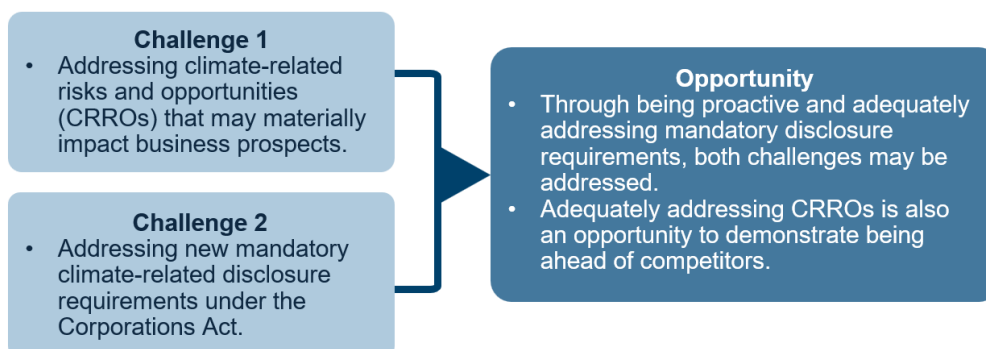 Challenge 1
• Addressing climate-related
risks and opportunities
(CRROs) that may materially
impact business prospects.
Challenge 2
• Addressing new mandatory
climate-related disclosure
requirements under the
Corporations Act.
Opportunity
• Through being proactive and adequately
addressing mandatory disclosure
requirements, both challenges may be
addressed.
• Adequately addressing CRROs is also
an opportunity to demonstrate being
ahead of competitors.